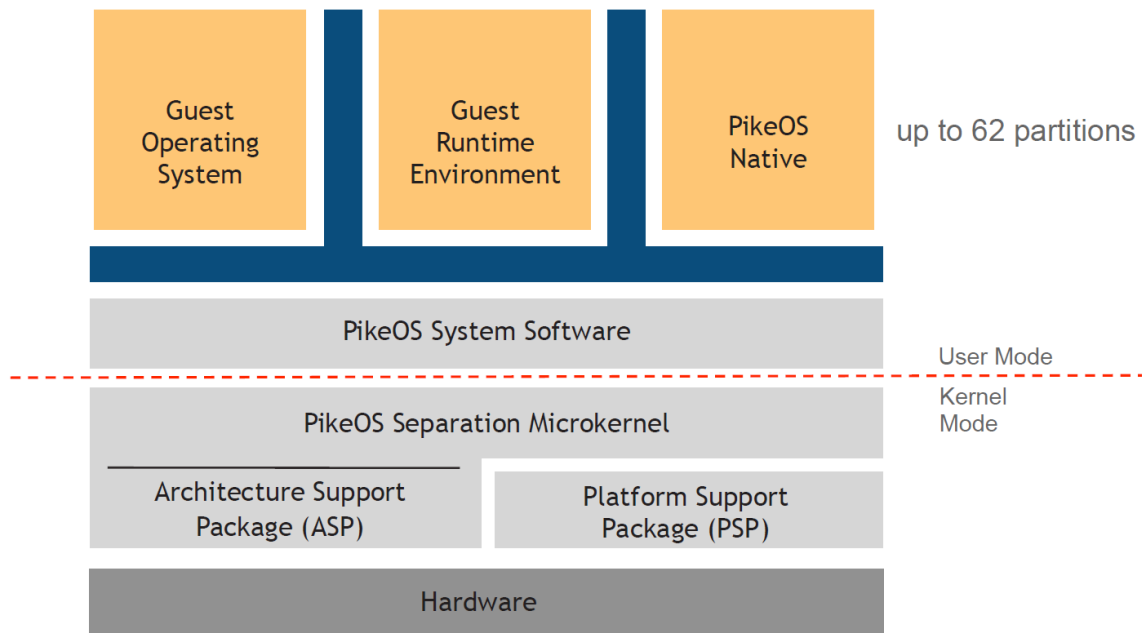 Guest
Operating
System
Guest
Runtime
Environment
PikeOS
Native
up to 62 partitions
PikeOS System Software
User Mode
Kernel
Mode
PikeOS Separation Microkernel
Architecture Support
Package (ASP)
Platform Support
Package (PSP)
Hardware